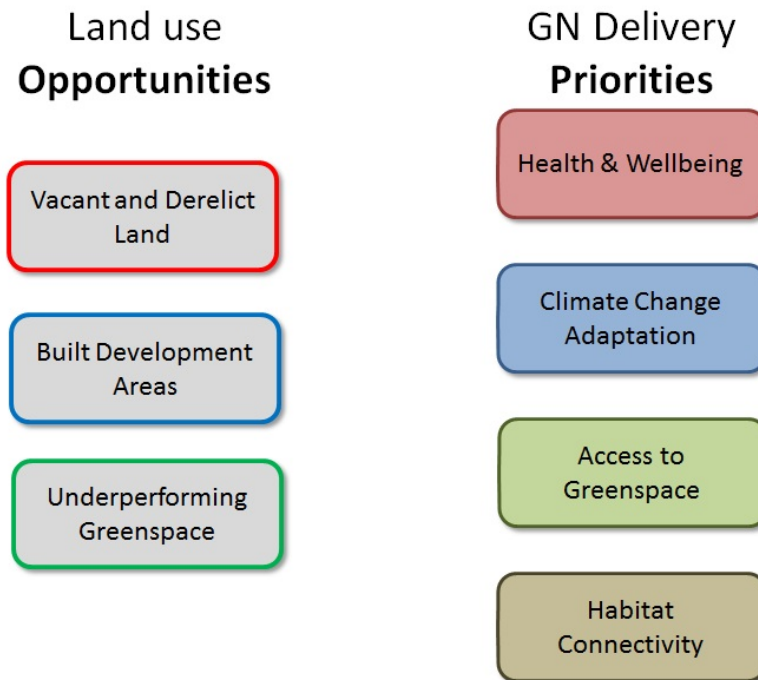 Land use
Opportunities
Vacant and Derelict
Land
Built Development
Areas
Underperforming
Greenspace
GN Delivery
Priorities
Health & Wellbeing
Climate Change
Adaptation
Access to
Greenspace
Habitat
Connectivity